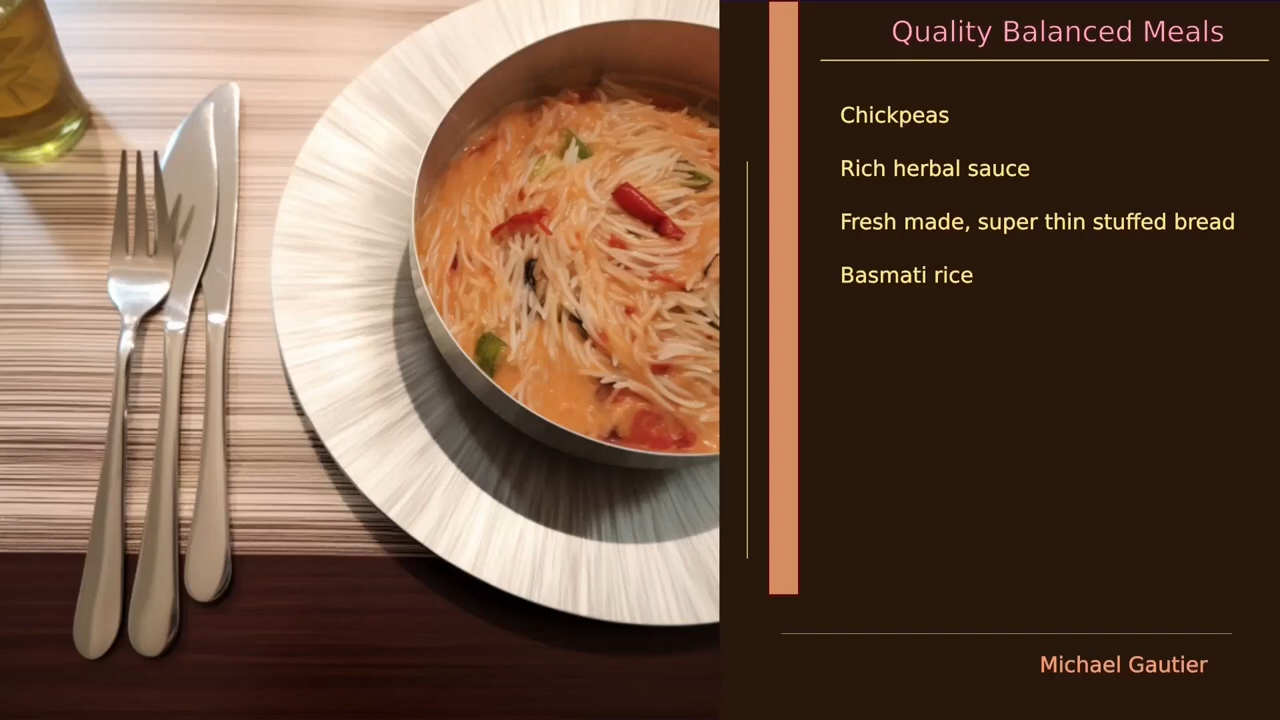 Quality Balanced Meals
Chickpeas
Rich herbal sauce
Fresh made, super thin stuffed bread
Basmati rice
Michael Gautier